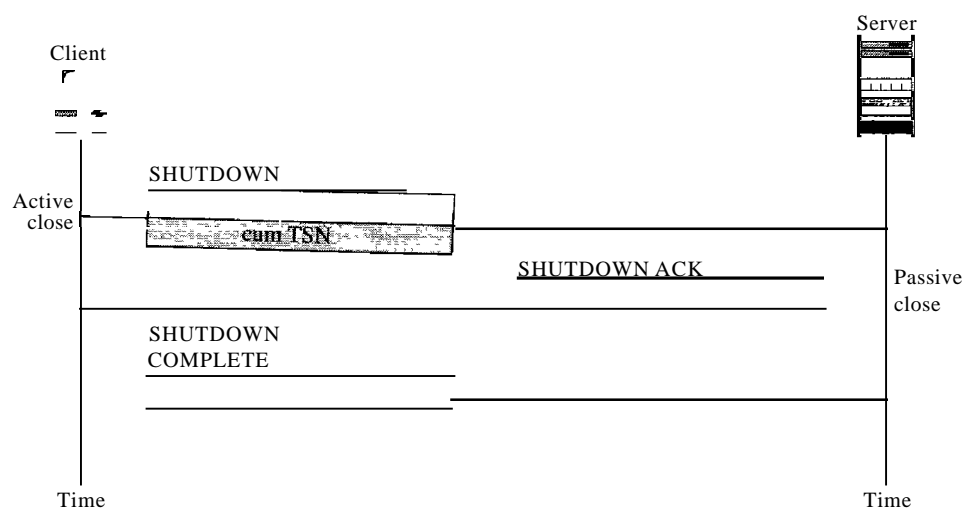 Server
Client
SHUTDOWN
Active
close
cum TSN
SHUTDOWN ACK
Passive
close
SHUTDOWN
COMPLETE
Time
Time